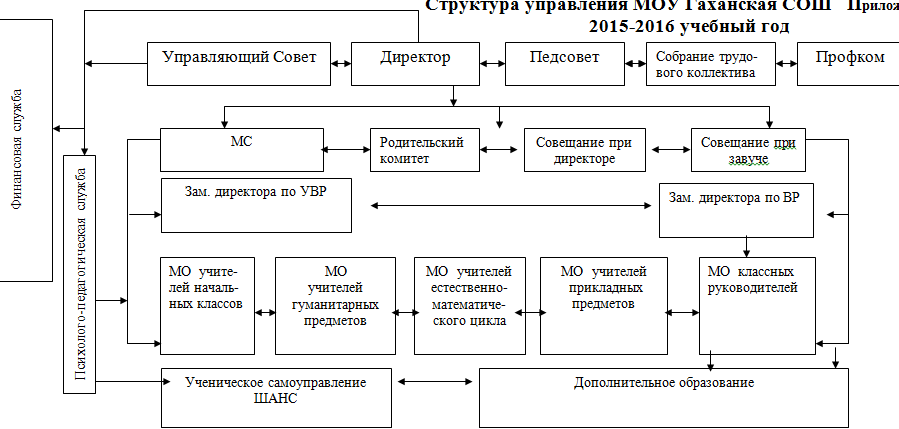 Структура управления МОУ Гаханская СОШ
2015-2016 учебный год
Финансовая служба
Управляющий Совет
Директор
Педсовет
Собрание трудо-
вого коллектива
Профком
Психолого-педагогическая служба
МС
Родительский
комитет
Совещание при
директоре
Совещание при
завуче
Зам. директора по УВР
Зам. директора по ВР
МО учите-
лей началь-
ных классов
МО
учителей
гуманитарных
предметов
МО учителей
естественно-
математиче-
ского цикла
МО учителей
прикладных
предметов
МО классных
руководителей
Ученическое самоуправление
ШАНС
Дополнительное образование